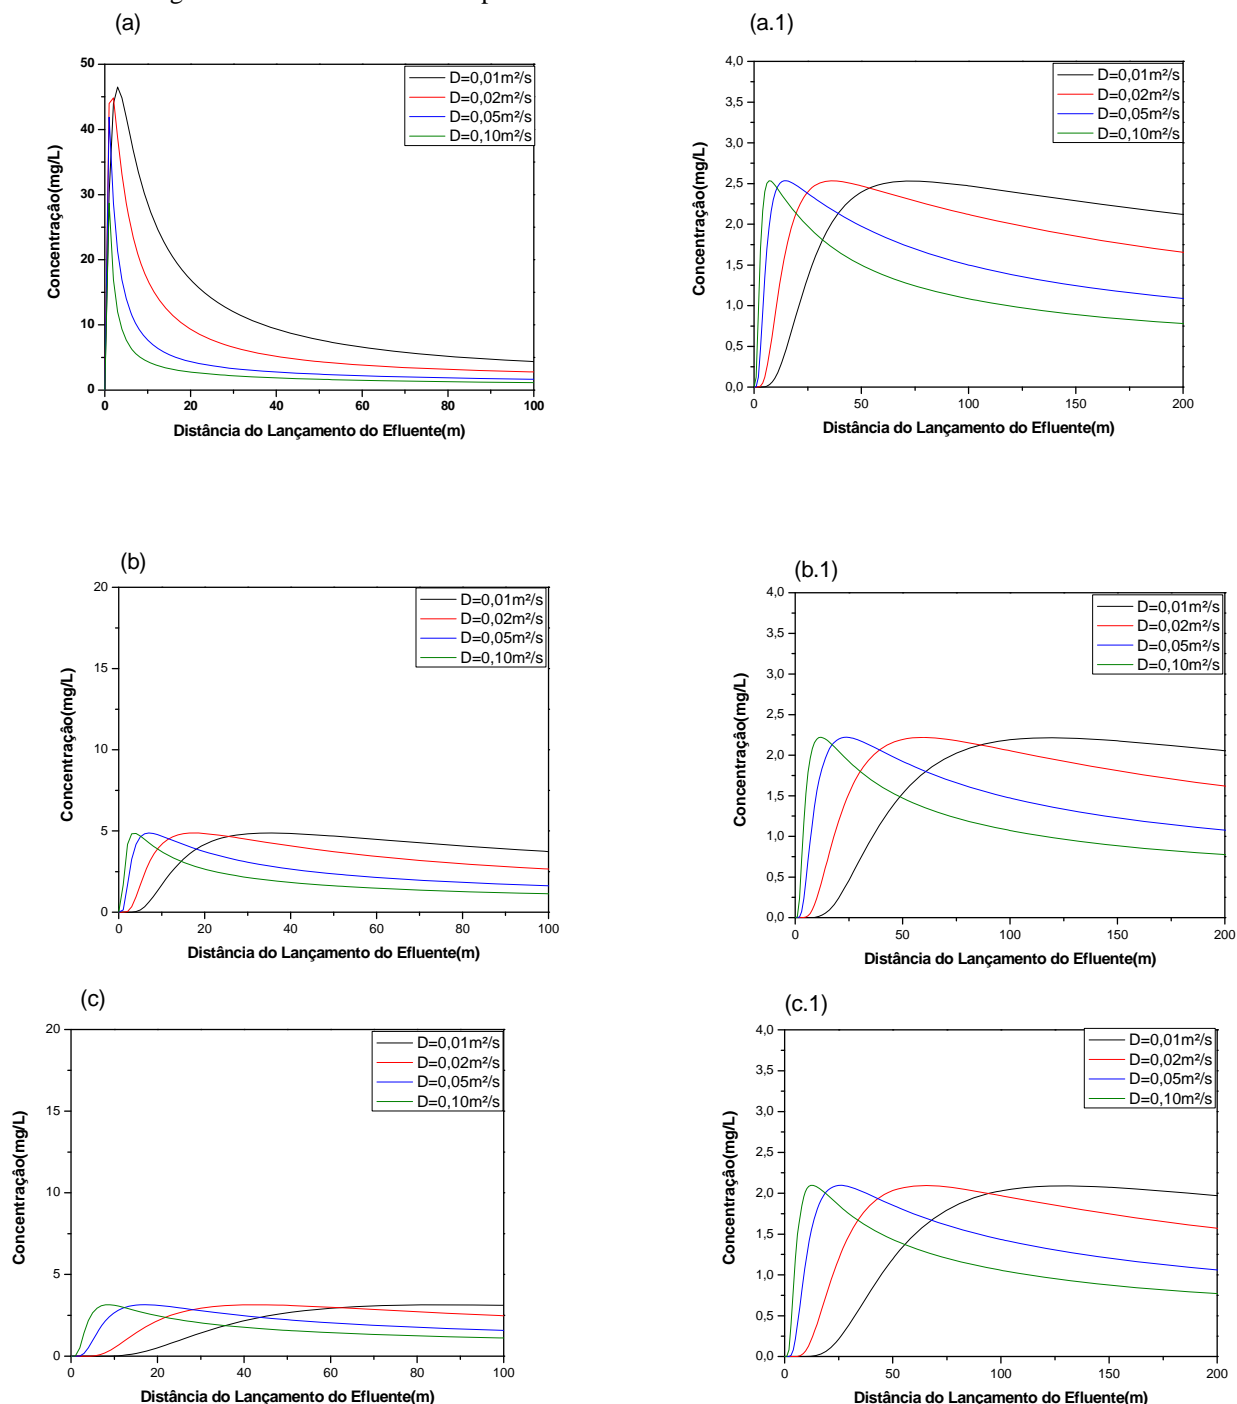 (a)
50
40
30
20
10
0
0 20 40 60 80 100
Concentração(mg/L)
Distância do Lançamento do Efluente(m)
D=0,01m²/s
D=0,02m²/s
D=0,05m²/s
D=0,10m²/s
(a.1)
4,0
3,5
3,0
2,5
2,0
1,5
1,0
0,5
0,0
0 50 100 150 200
Concentração(mg/L)
Distância do Lançamento do Efluente(m)
D=0,01m²/s
D=0,02m²/s
D=0,05m²/s
D=0,10m²/s
(b)
20
15
10
5
0
0 20 40 60 80 100
Concentração(mg/L)
Distância do Lançamento do Efluente(m)
D=0,01m²/s
D=0,02m²/s
D=0,05m²/s
D=0,10m²/s
(b.1)
4,0
3,5
3,0
2,5
2,0
1,5
1,0
0,5
0,0
0 50 100 150 200
Concentração(mg/L)
Distância do Lançamento do Efluente(m)
D=0,01m²/s
D=0,02m²/s
D=0,05m²/s
D=0,10m²/s
(c)
20
15
10
5
0
0 20 40 60 80 100
Concentração(mg/L)
Distância do Lançamento do Efluente(m)
D=0,01m²/s
D=0,02m²/s
D=0,05m²/s
D=0,10m²/s
(c.1)
4,0
3,5
3,0
2,5
2,0
1,5
1,0
0,5
0,0
0 50 100 150 200
Concentração(mg/L)
Distância do Lançamento do Efluente(m)
D=0,01m²/s
D=0,02m²/s
D=0,05m²/s
D=0,10m²/s